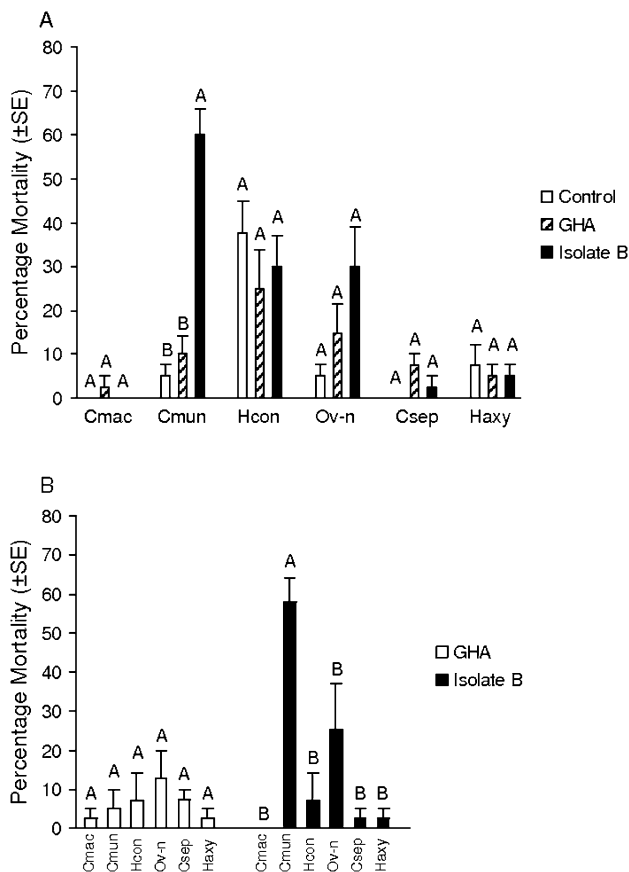 A
80
70
60
50
40
30
20
10
0
Percentage Mortality (±SE)
A A A
B B A
A A A
A A A
A A A
A A A
Cmac Cmun Hcon Ov-n Csep Haxy
Control
GHA
Isolate B
B
80
70
60
50
40
30
20
10
0
Percentage Mortality (±SE)
A A A A A A
B A B B B B
Cmac Cmun Hcon Ov-n Csep Haxy
Cmac Cmun Hcon Ov-n Csep Haxy
GHA
Isolate B